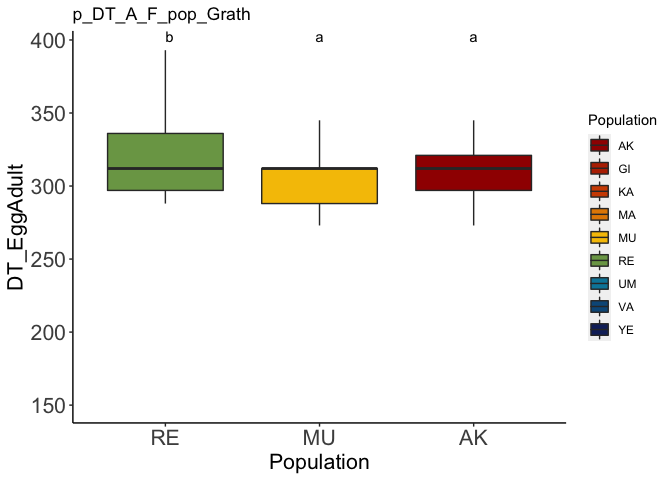 p_DT_A_F_pop_Grath
b a a
400
350
300
250
200
150
DT_EggAdult
RE MU AK
Population
Population
AK
GI
KA
MA
MU
RE
UM
VA
YE